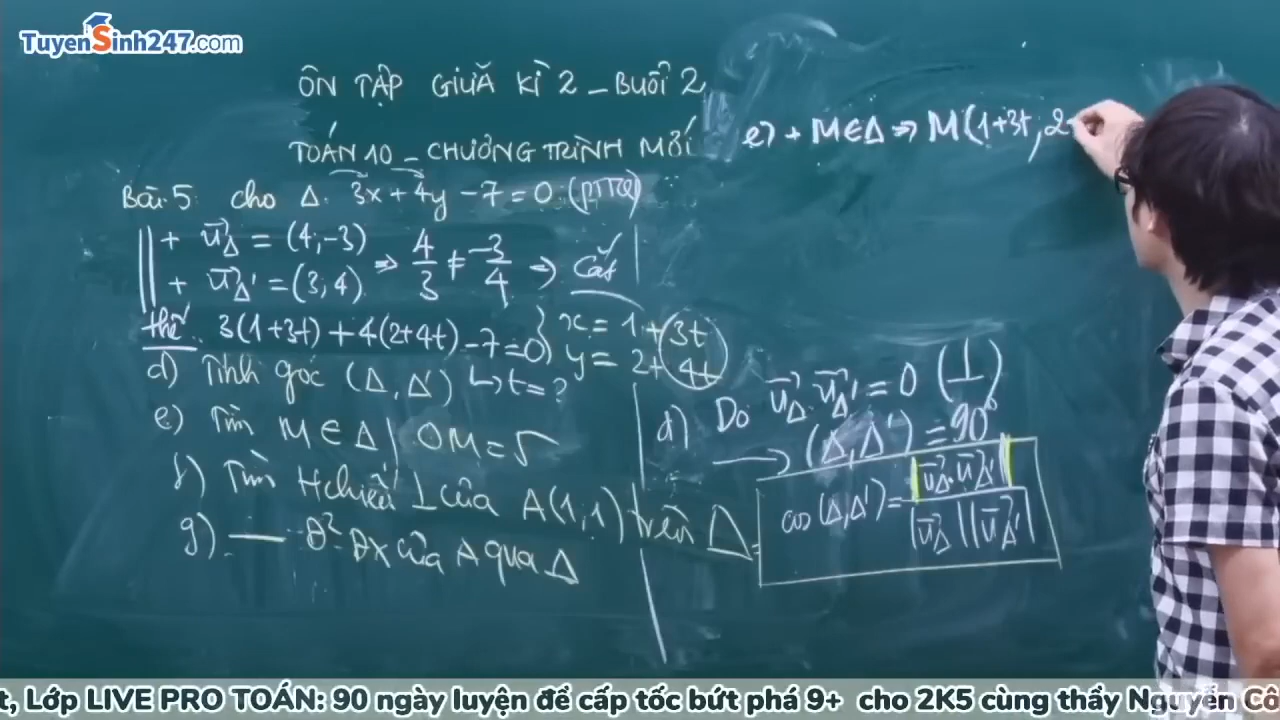 TuyenSinh247.com
ÔN TẬP GIỮA KÌ 2 - BUỔI 2
TOÁN 10 - CHƯƠNG TRÌNH MỚI
Bài 5: cho Δ: 3x + 4y - 7 = 0 (PTTQ)
+ u⃗Δ = (4;-3)
+ u⃗Δ' = (3;4)
=> 4/3 ≠ -3/4 => Cắt
thế: 3(1+3t) + 4(2+4t) - 7 = 0
x = 1 + 3t
y = 2 + 4t
d) Tính góc (Δ, Δ') ↳ t = ?
e) Tìm M ∈ Δ | OM = 5
f) Tìm H chiếu ⊥ của A(1;1) trên Δ
g) — đ² đx của A qua Δ
d) Do u⃗Δ.u⃗Δ' = 0 (⊥)
→ (Δ, Δ') = 90°
cos(Δ,Δ') = |u⃗Δ.u⃗Δ'| / |u⃗Δ||u⃗Δ'|
e) + M ∈ Δ => M(1+3t; 2+
t, Lớp LIVE PRO TOÁN: 90 ngày luyện đề cấp tốc bứt phá 9+ cho 2K5 cùng thầy Nguyễn Cô